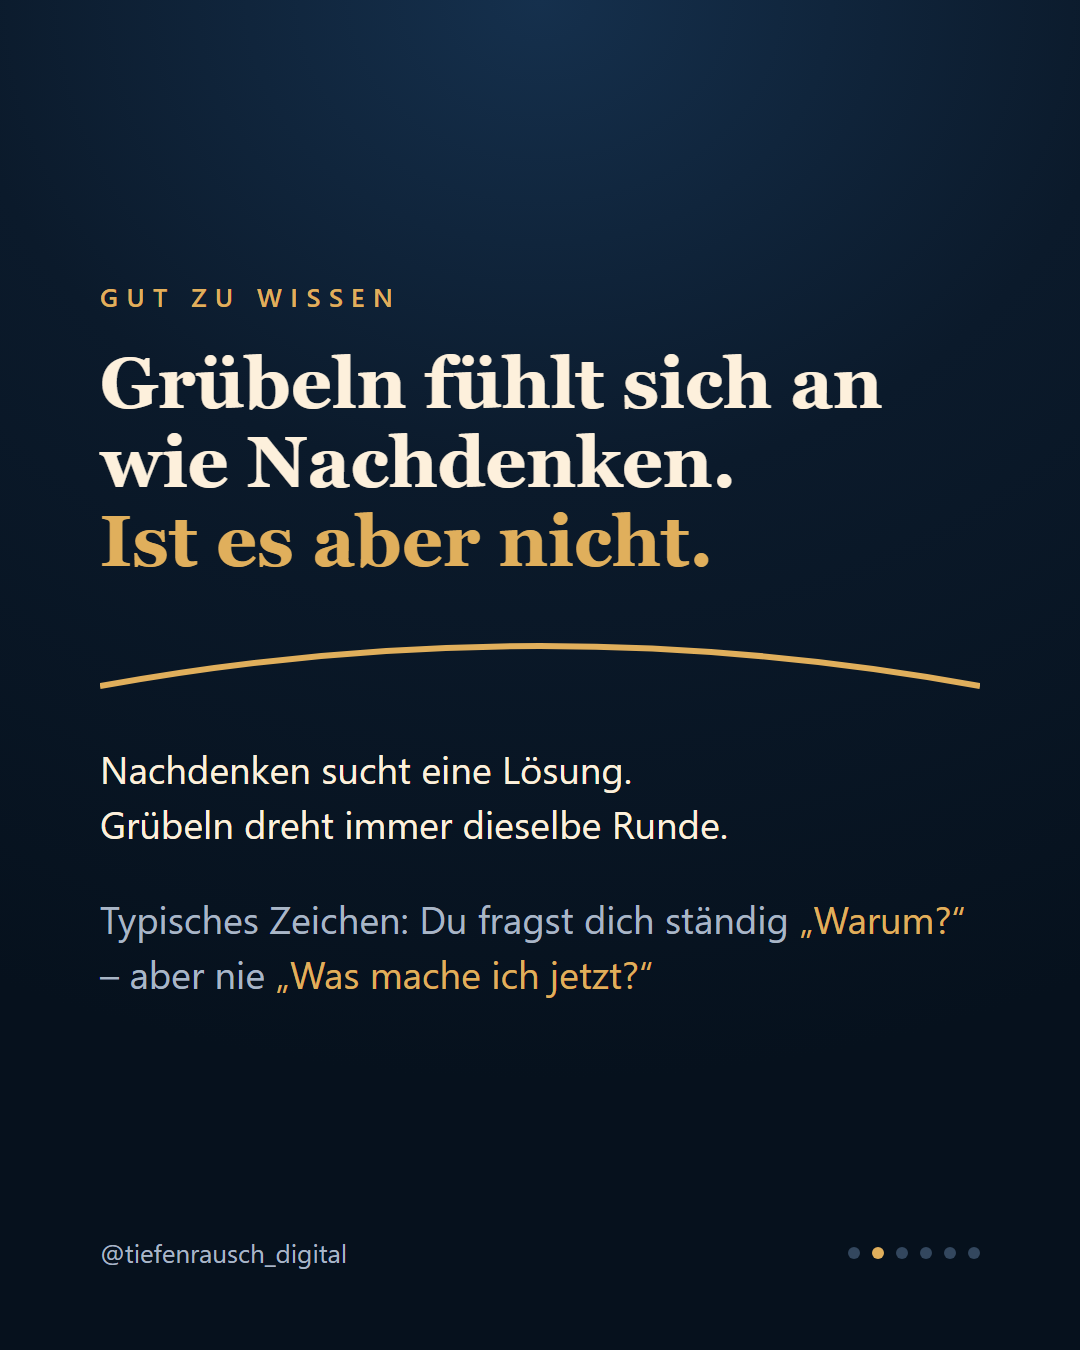 GUT ZU WISSEN
Grübeln fühlt sich an
wie Nachdenken.
Ist es aber nicht.
Nachdenken sucht eine Lösung.
Grübeln dreht immer dieselbe Runde.
Typisches Zeichen: Du fragst dich ständig „Warum?“
– aber nie „Was mache ich jetzt?“
@tiefenrausch_digital